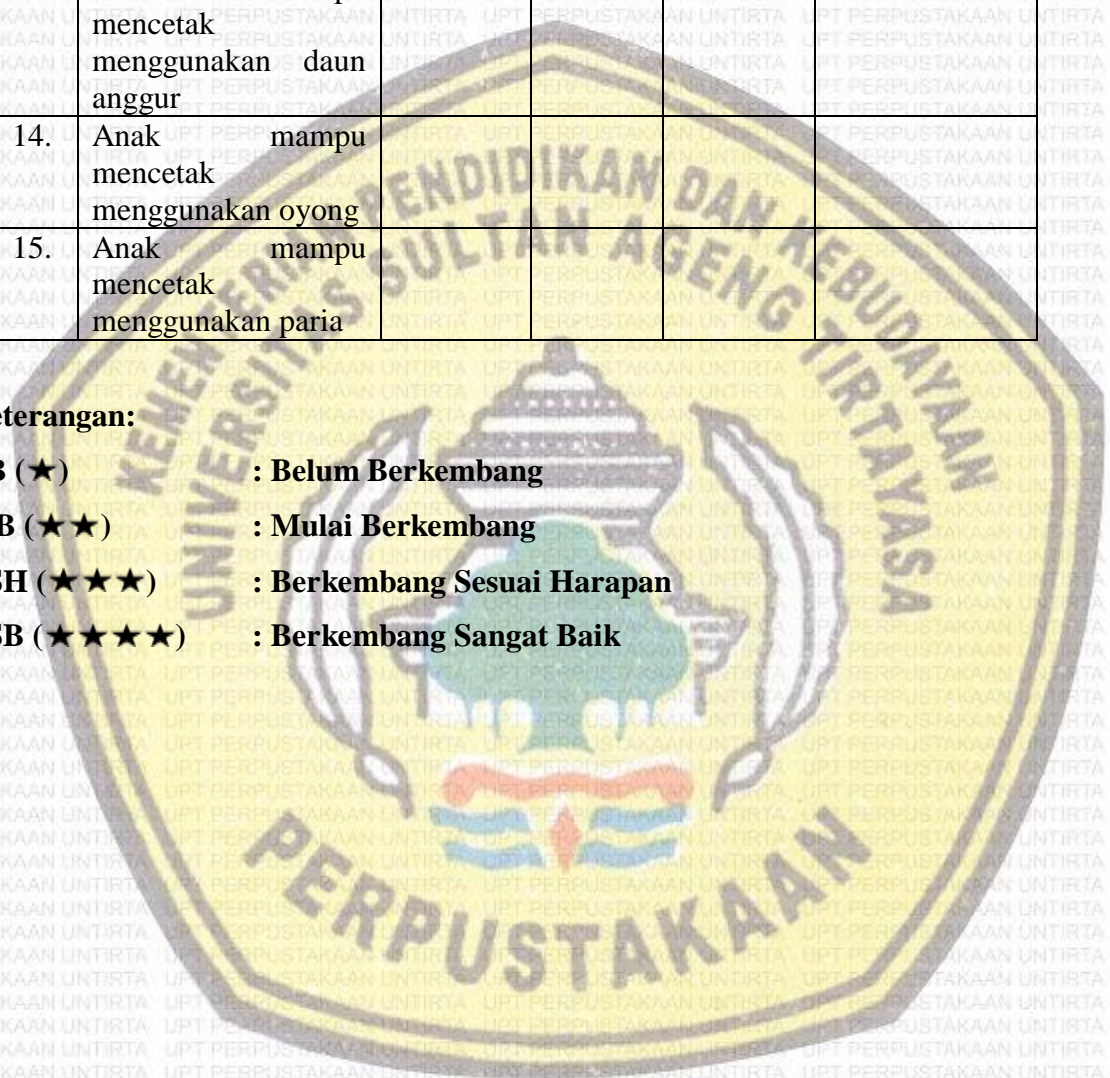 mencetak
menggunakan daun
anggur
14. Anak mampu
mencetak
menggunakan oyong
15. Anak mampu
mencetak
menggunakan paria
eterangan:
B (★) : Belum Berkembang
B (★★) : Mulai Berkembang
SH (★★★) : Berkembang Sesuai Harapan
SB (★★★★) : Berkembang Sangat Baik
KEMENTERIAN PENDIDIKAN DAN KEBUDAYAAN
UNIVERSITAS SULTAN AGENG TIRTAYASA
PERPUSTAKAAN
UPT PERPUSTAKAAN UNTIRTA